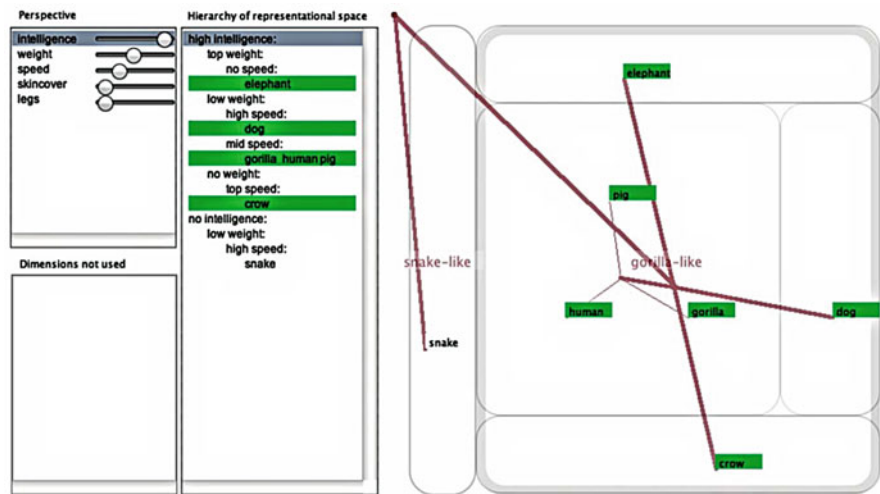 Perspective
intelligence
weight
speed
skincover
legs
Dimensions not used
Hierarchy of representational space
high intelligence:
top weight:
no speed:
elephant
low weight:
high speed:
dog
mid speed:
gorilla human pig
no weight:
top speed:
crow
no intelligence:
low weight:
high speed:
snake
elephant
pig
snake-like
gorilla-like
human
gorilla
dog
snake
crow